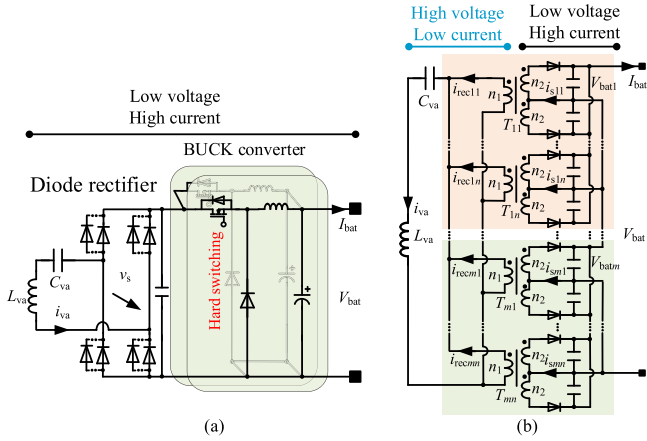 Low voltage
High current
BUCK converter
Diode rectifier
Hard switching
I_bat
V_bat
C_va
L_va
i_va
v_s
(a)
High voltage
Low current
Low voltage
High current
C_va
i_va
L_va
i_rec11
n_1
n_2
n_2
i_s11
T_11
V_bat1
I_bat
i_rec1n
n_1
n_2
n_2
i_s1n
T_1n
i_recm1
n_1
n_2
n_2
i_sm1
T_m1
V_batm
V_bat
i_recmn
n_1
n_2
n_2
i_smn
T_mn
(b)